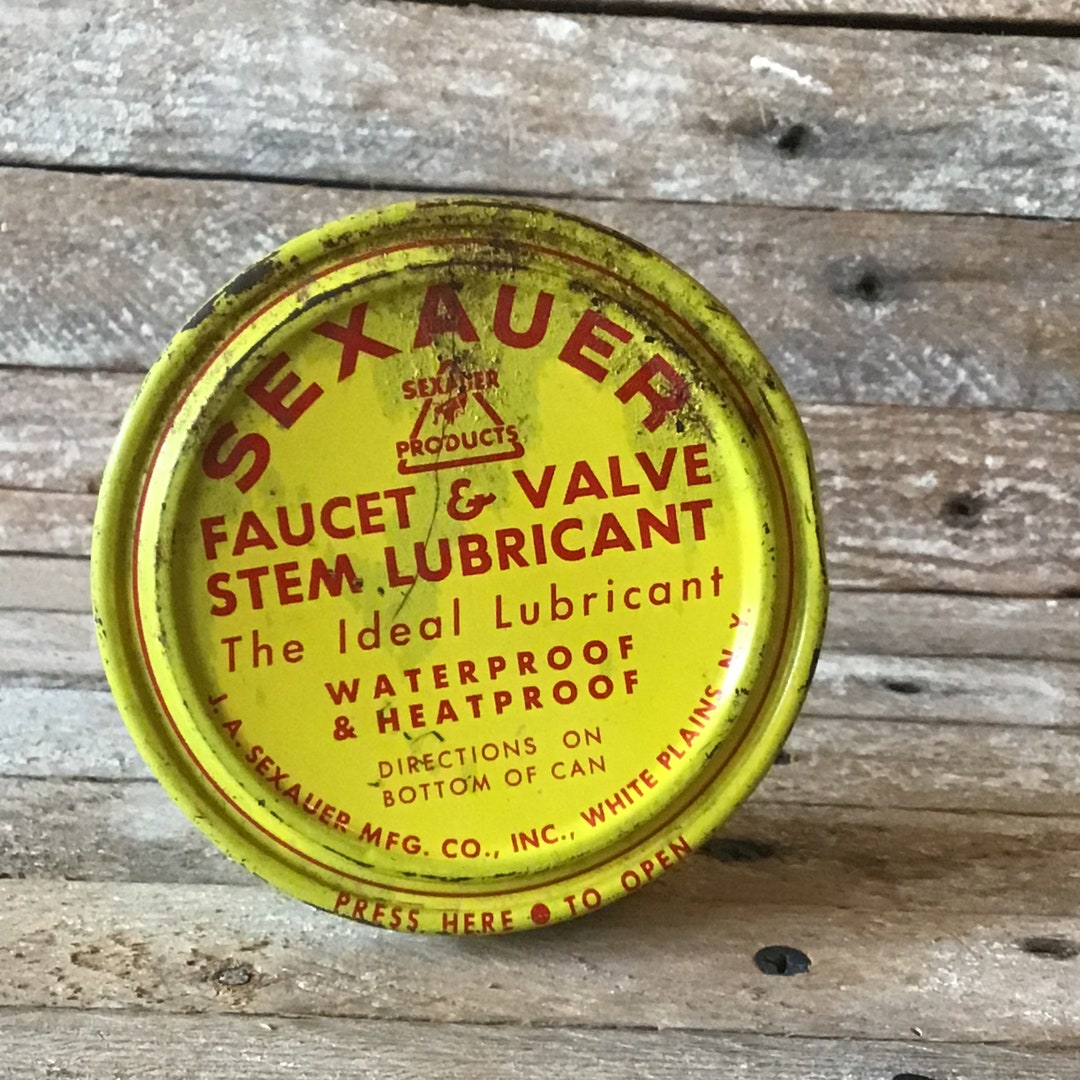 SEXAUER
SEXAUER
PRODUCTS
FAUCET & VALVE
STEM LUBRICANT
The Ideal Lubricant
WATERPROOF
& HEATPROOF
DIRECTIONS ON
BOTTOM OF CAN
J. A. SEXAUER MFG. CO., INC., WHITE PLAINS, N. Y.
PRESS HERE TO OPEN